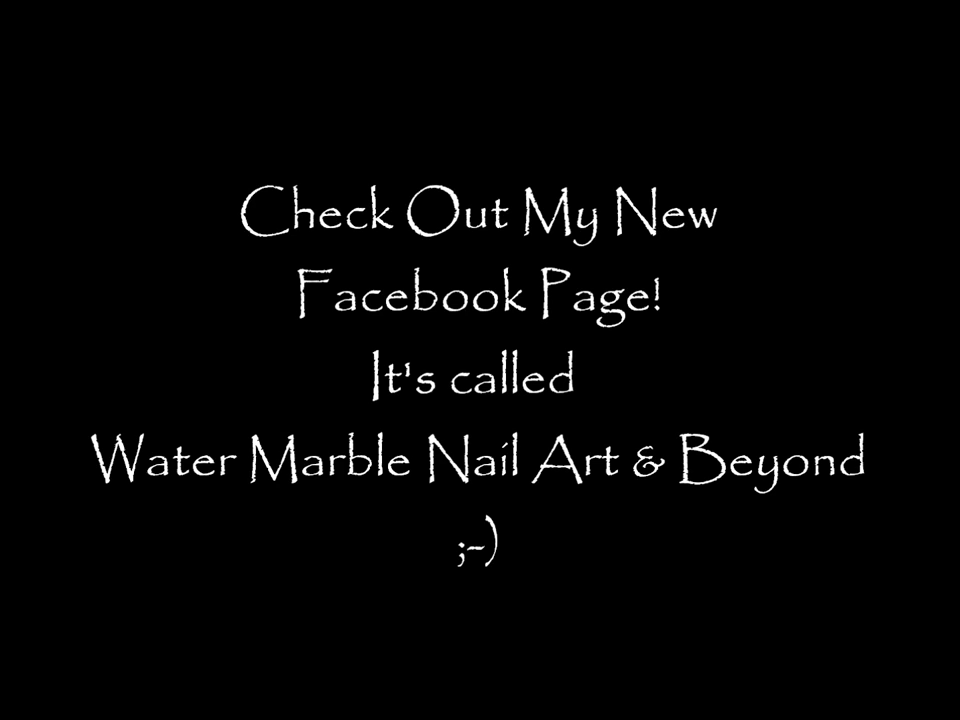 Check Out My New
Facebook Page!
It's called
Water Marble Nail Art & Beyond
;-)